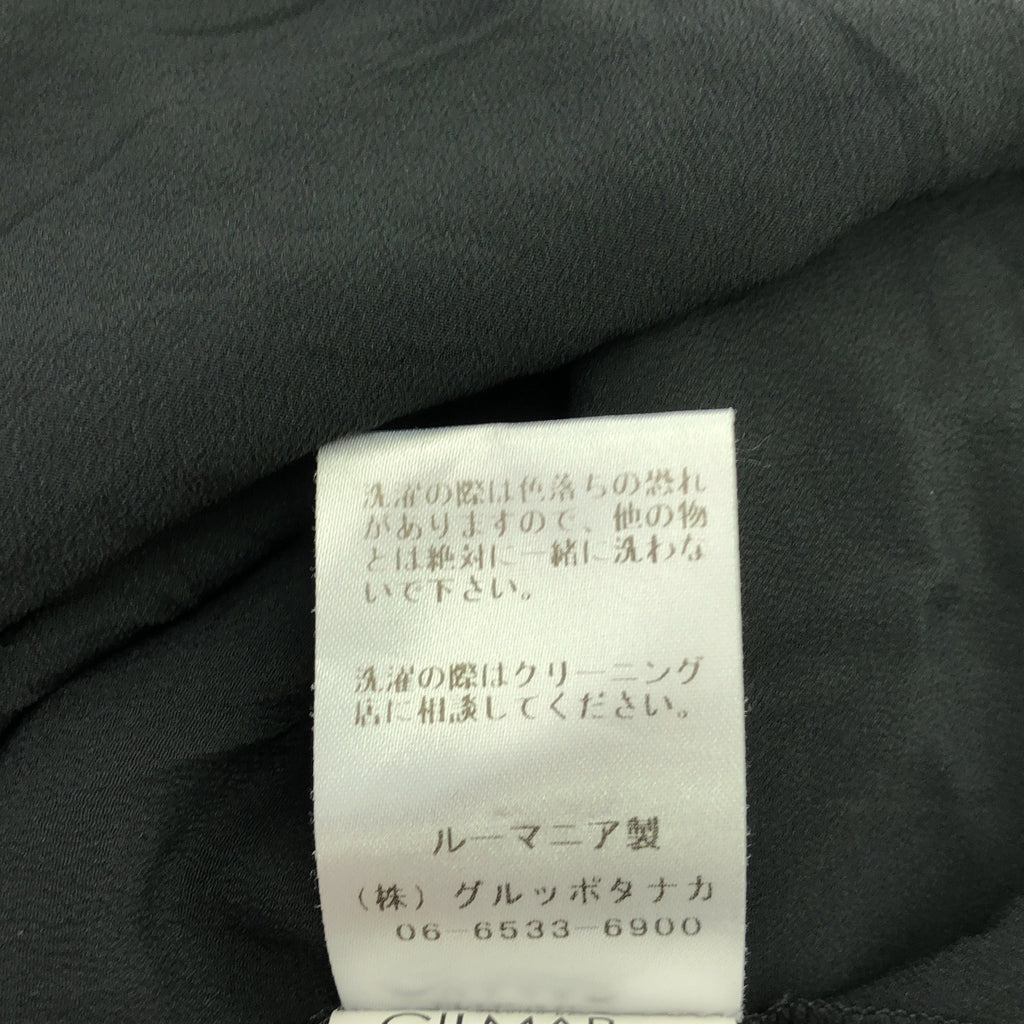 洗濯の際は色落ちの恐れ
がありますので、他の物
とは絶対に一緒に洗わな
いで下さい。
洗濯の際はクリーニング
店に相談してください。
ルーマニア製
(株) グルッポタナカ
06-6533-6900